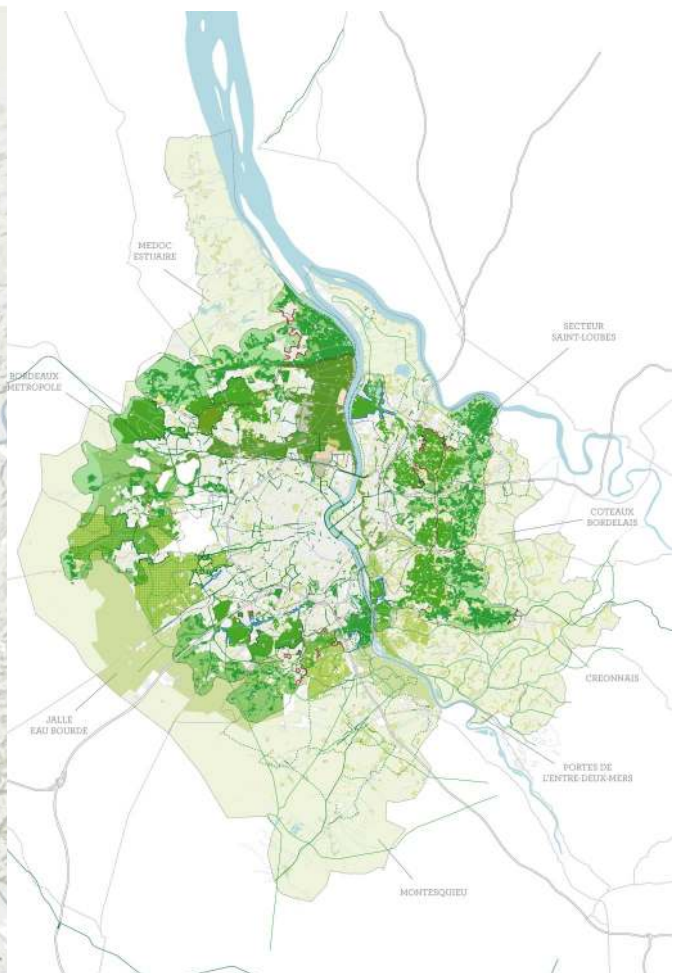 MEDOC
ESTUAIRE
SECTEUR
SAINT-LOUBES
BORDEAUX
METROPOLE
COTEAUX
BORDELAIS
CREONNAIS
JALLE
EAU BOURDE
PORTES DE
L'ENTRE-DEUX-MERS
MONTESQUIEU